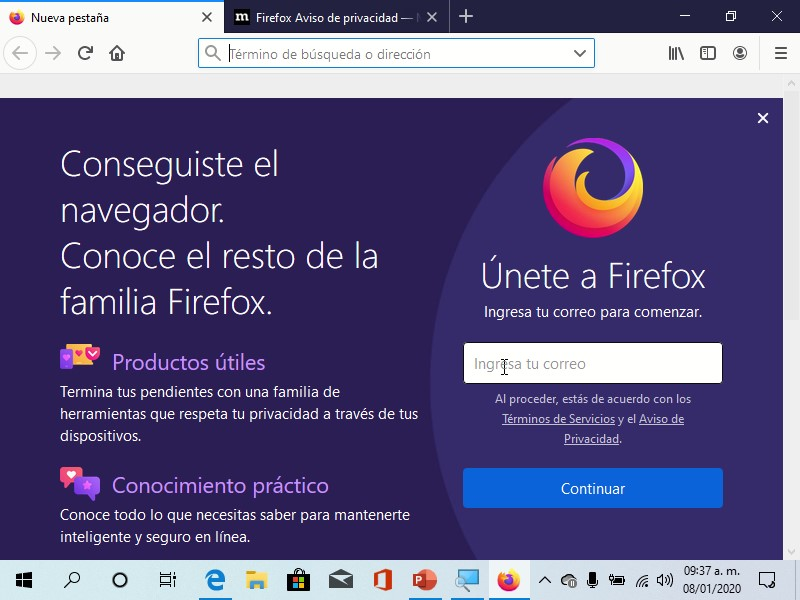 Nueva pestaña
Firefox Aviso de privacidad —
Término de búsqueda o dirección
Conseguiste el
navegador.
Conoce el resto de la
familia Firefox.
Productos útiles
Termina tus pendientes con una familia de
herramientas que respeta tu privacidad a través de tus
dispositivos.
Conocimiento práctico
Conoce todo lo que necesitas saber para mantenerte
inteligente y seguro en línea.
Únete a Firefox
Ingresa tu correo para comenzar.
Ingresa tu correo
Al proceder, estás de acuerdo con los
Términos de Servicios y el Aviso de
Privacidad.
Continuar
09:37 a. m.
08/01/2020